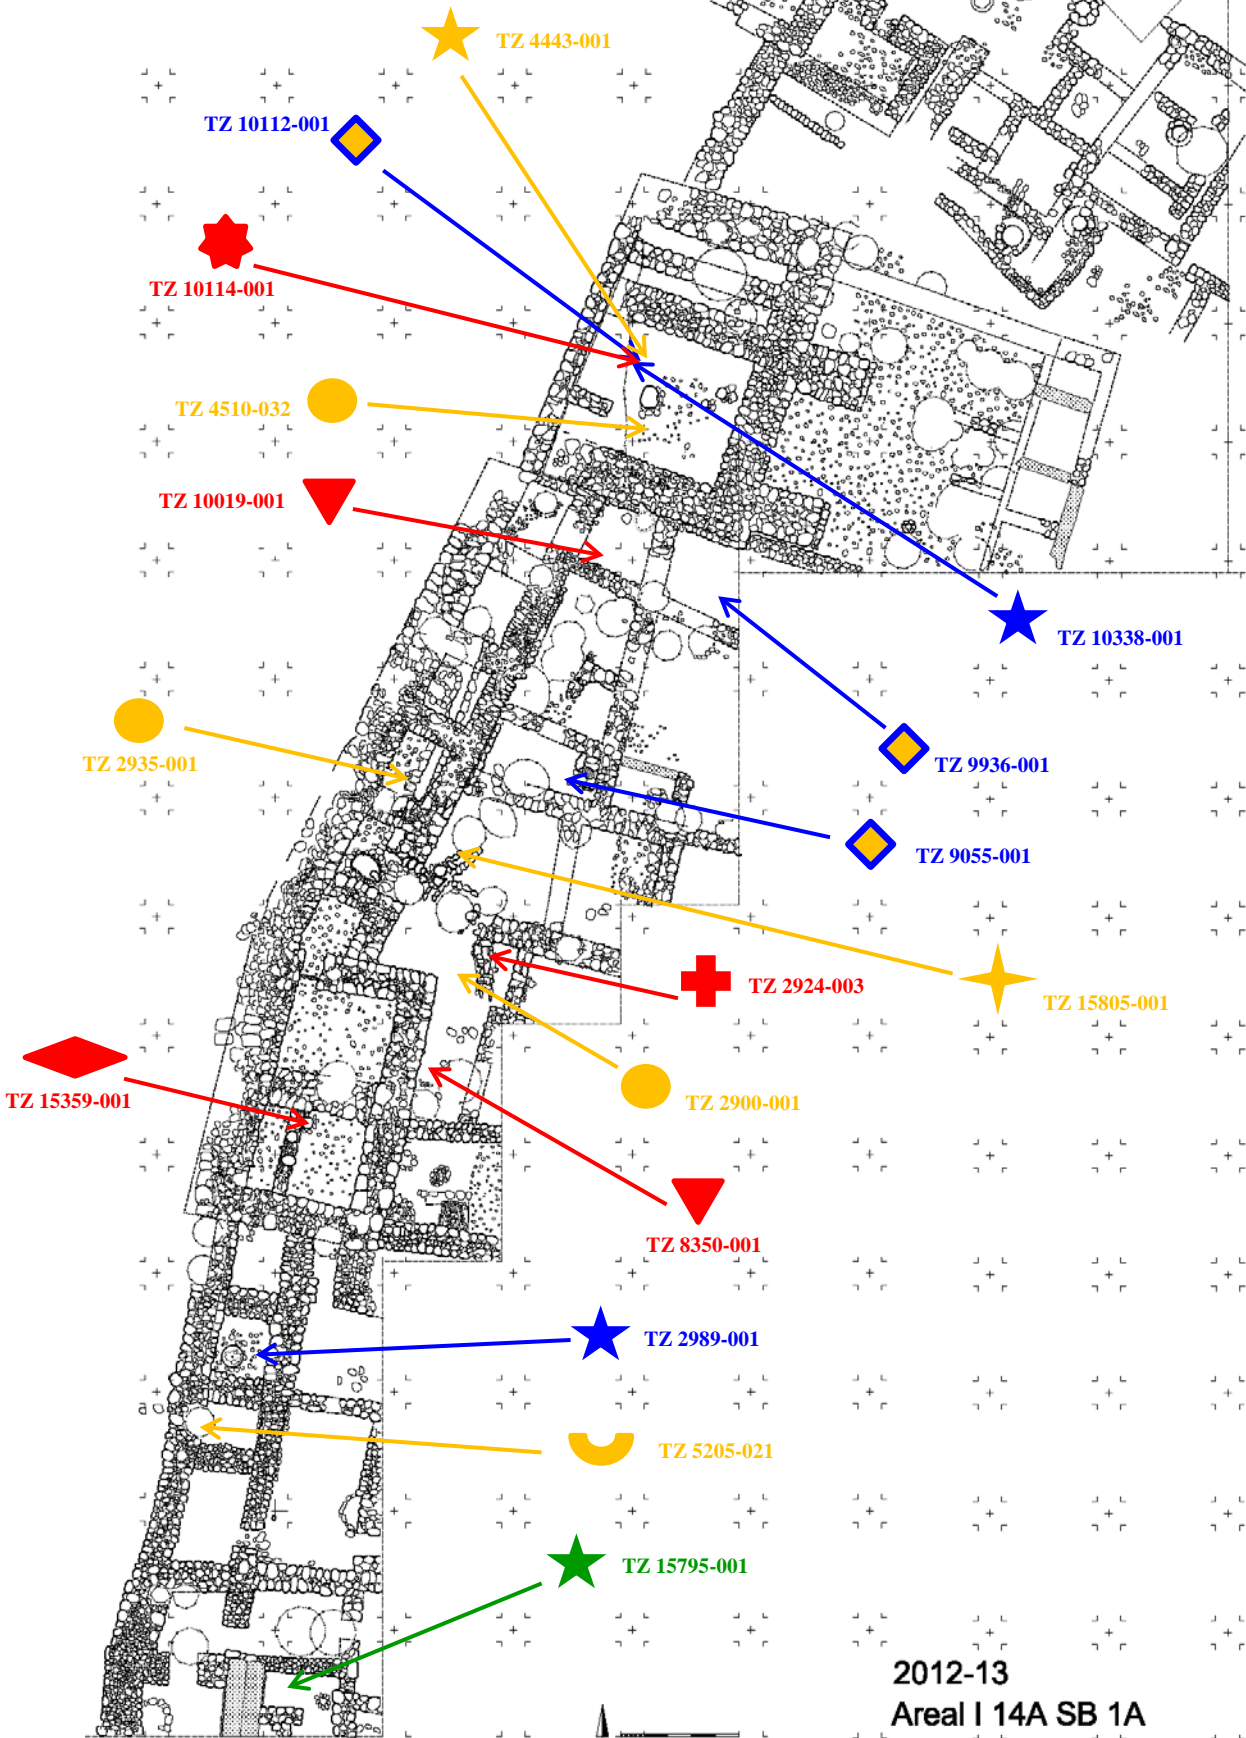 TZ 4443-001
TZ 10112-001
TZ 10114-001
TZ 4510-032
TZ 10019-001
TZ 10338-001
TZ 2935-001
TZ 9936-001
TZ 9055-001
TZ 2924-003
TZ 15805-001
TZ 15359-001
TZ 2900-001
TZ 8350-001
TZ 2989-001
TZ 5205-021
TZ 15795-001
2012-13
Areal I 14A SB 1A